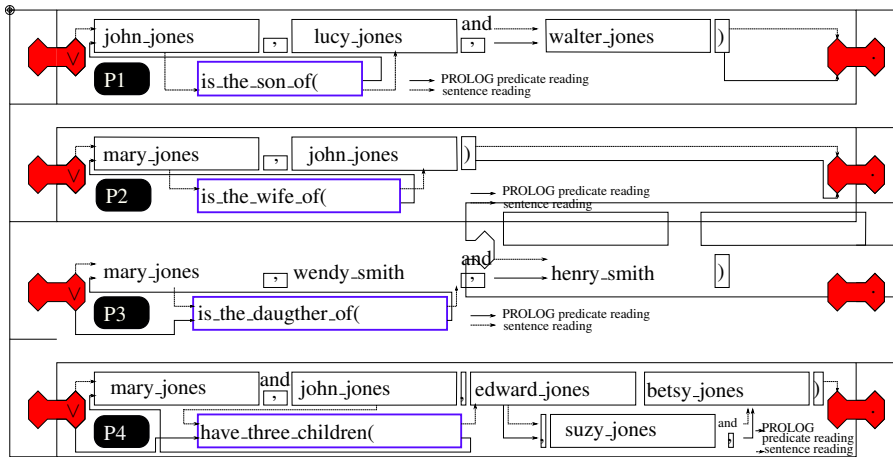 and
john_jones , lucy_jones , walter_jones )
P1 is_the_son_of( PROLOG predicate reading
sentence reading
mary_jones , john_jones )
P2 is_the_wife_of( PROLOG predicate reading
sentence reading
and
mary_jones , wendy_smith , henry_smith )
P3 is_the_daugther_of( PROLOG predicate reading
sentence reading
mary_jones and , john_jones , edward_jones betsy_jones )
P4 have_three_children( , suzy_jones and , PROLOG
predicate reading
sentence reading